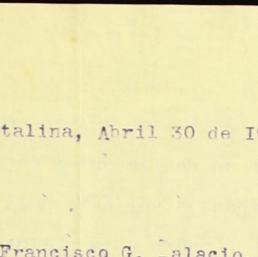 talina, Abril 30 de 1
Francisco G. alacio